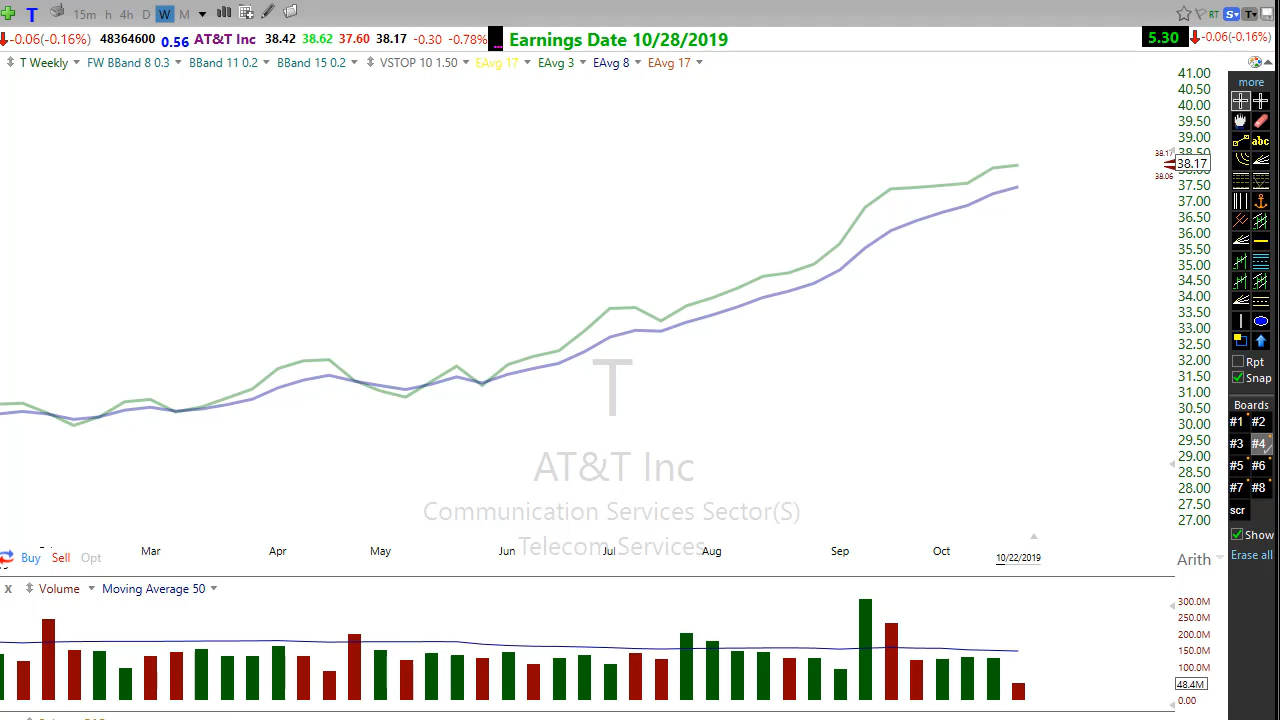 T 15m h 4h D W M RT S T
-0.06(-0.16%) 48364600 0.56 AT&T Inc 38.42 38.62 37.60 38.17 -0.30 -0.78% ... Earnings Date 10/28/2019 5.30 -0.06(-0.16%)
T Weekly FW BBand 8 0.3 BBand 11 0.2 BBand 15 0.2 VSTOP 10 1.50 EAvg 17 EAvg 3 EAvg 8 EAvg 17
41.00
40.50
40.00
39.50
39.00
38.50
38.17
38.17
38.06
37.50
37.00
36.50
36.00
35.50
35.00
34.50
34.00
33.50
33.00
32.50
32.00
31.50
31.00
30.50
30.00
29.50
29.00
28.50
28.00
27.50
27.00
T
AT&T Inc
Communication Services Sector(S)
Telecom Services
Mar Apr May Jun Jul Aug Sep Oct
10/22/2019
Buy Sell Opt
Arith
X Volume Moving Average 50
300.0M
250.0M
200.0M
150.0M
100.0M
48.4M
0.00
more
abc
Rpt
Snap
Boards
#1 #2
#3 #4
#5 #6
#7 #8
scr
Show
Erase all